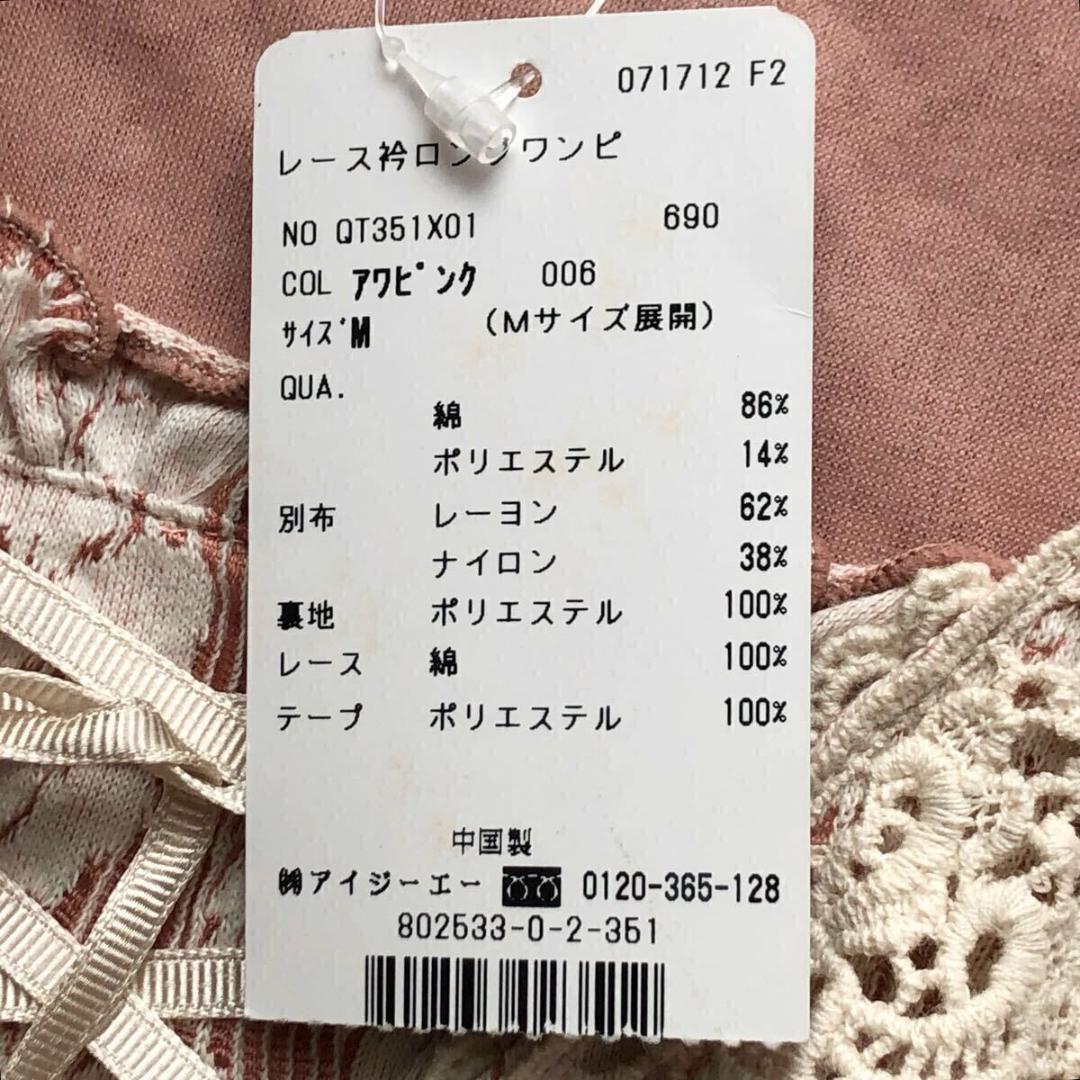 071712 F2
レース衿ロングワンピ
NO QT351X01 690
COL アワピンク 006
サイズ M (Mサイズ展開)
QUA.
綿 86%
ポリエステル 14%
別布 レーヨン 62%
ナイロン 38%
裏地 ポリエステル 100%
レース 綿 100%
テープ ポリエステル 100%
中国製
㈱アイジーエー 0120-365-128
802533-0-2-351